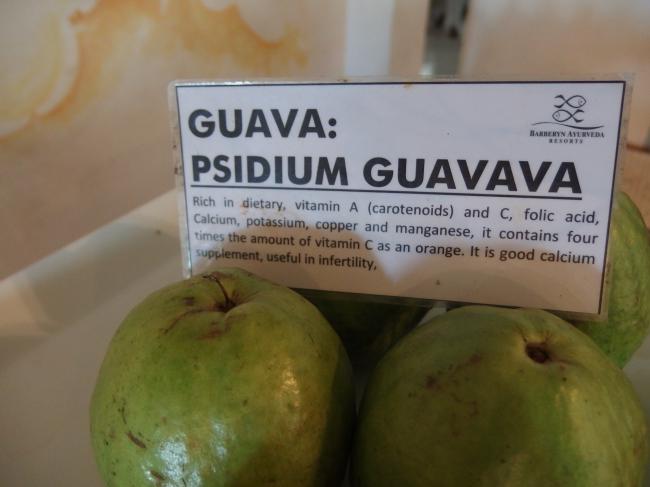 GUAVA:
PSIDIUM GUAVAVA
BARBERYN AYURVEDA
RESORTS
Rich in dietary, vitamin A (carotenoids) and C, folic acid,
Calcium, potassium, copper and manganese, it contains four
times the amount of vitamin C as an orange. It is good calcium
supplement, useful in infertility,